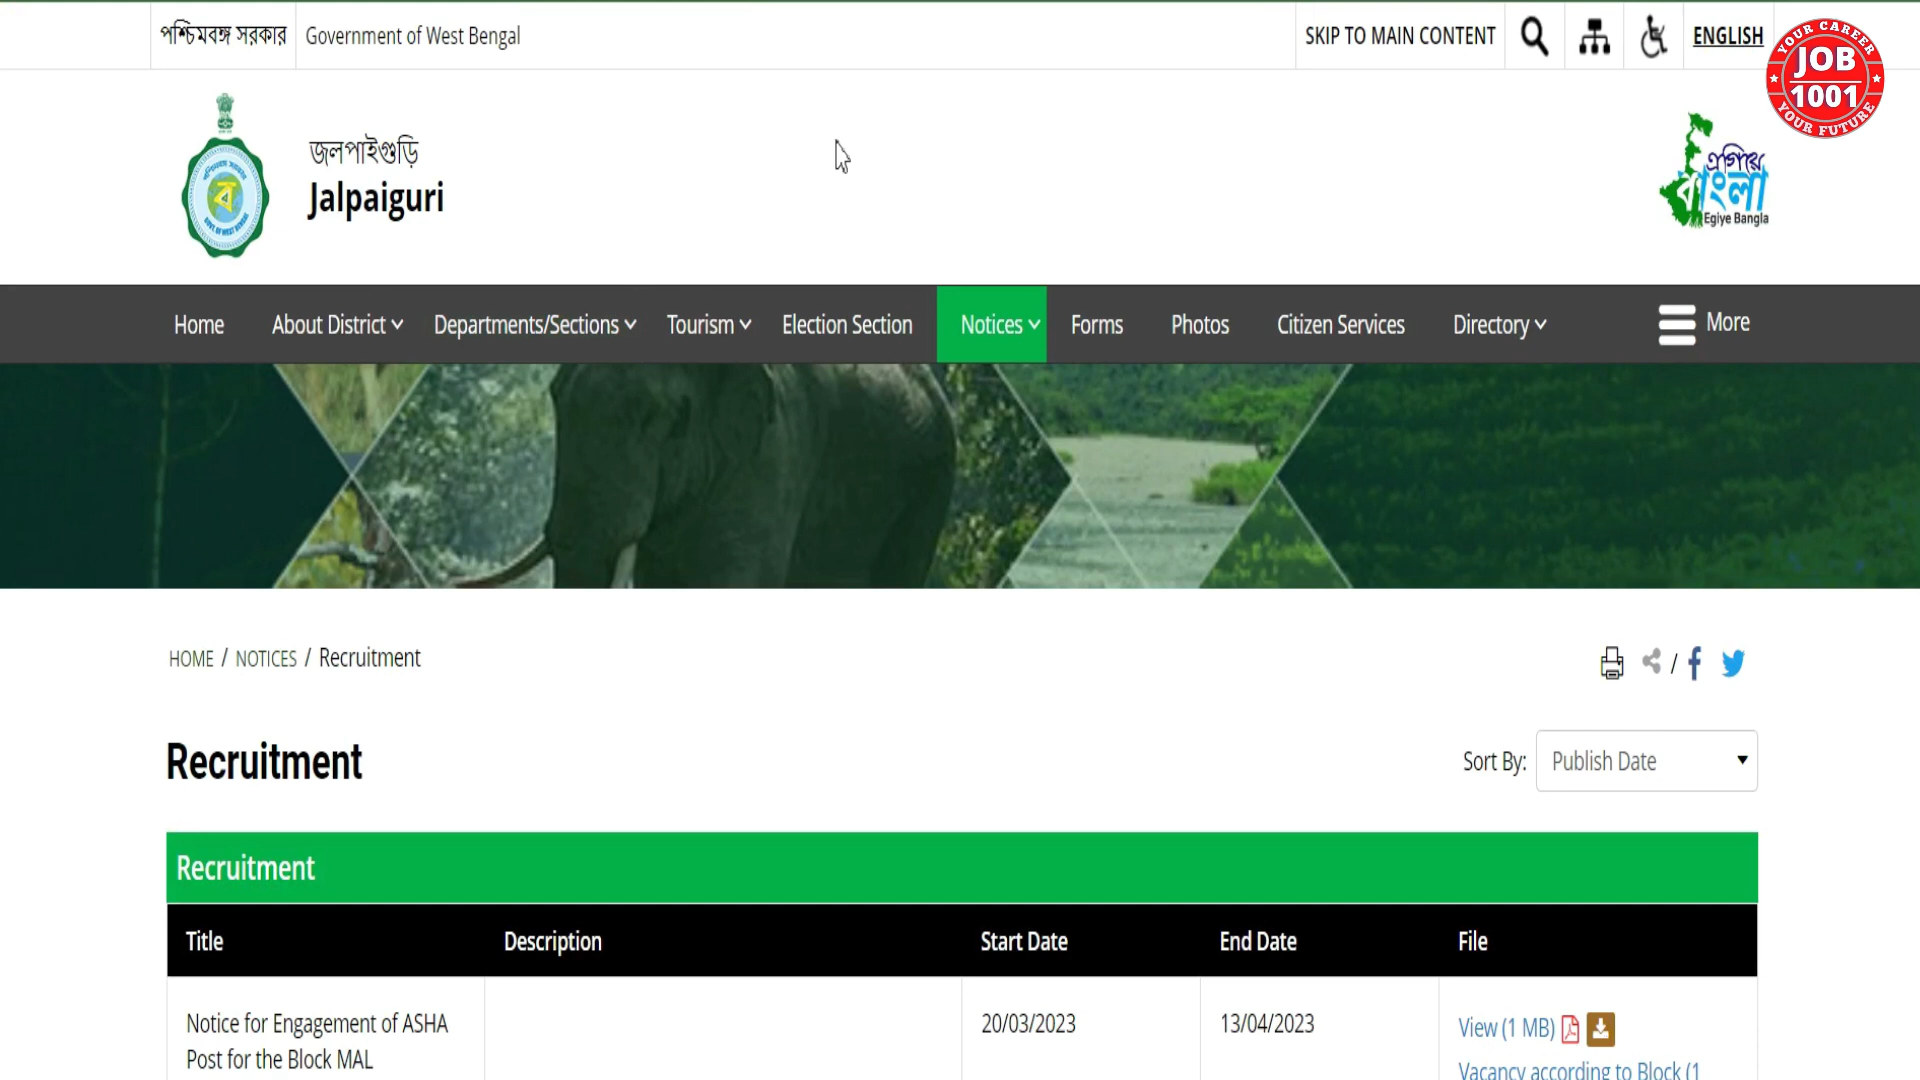 পশ্চিমবঙ্গ সরকার Government of West Bengal SKIP TO MAIN CONTENT ENGLISH
YOUR CAREER
JOB
1001
YOUR FUTURE
জলপাইগুড়ি
Jalpaiguri
এগিয়ে
বাংলা
Egiye Bangla
Home About District Departments/Sections Tourism Election Section Notices Forms Photos Citizen Services Directory More
HOME / NOTICES / Recruitment
Recruitment
Sort By: Publish Date
Recruitment
Title Description Start Date End Date File
Notice for Engagement of ASHA 20/03/2023 13/04/2023 View (1 MB)
Post for the Block MAL
Vacancy according to Block (1